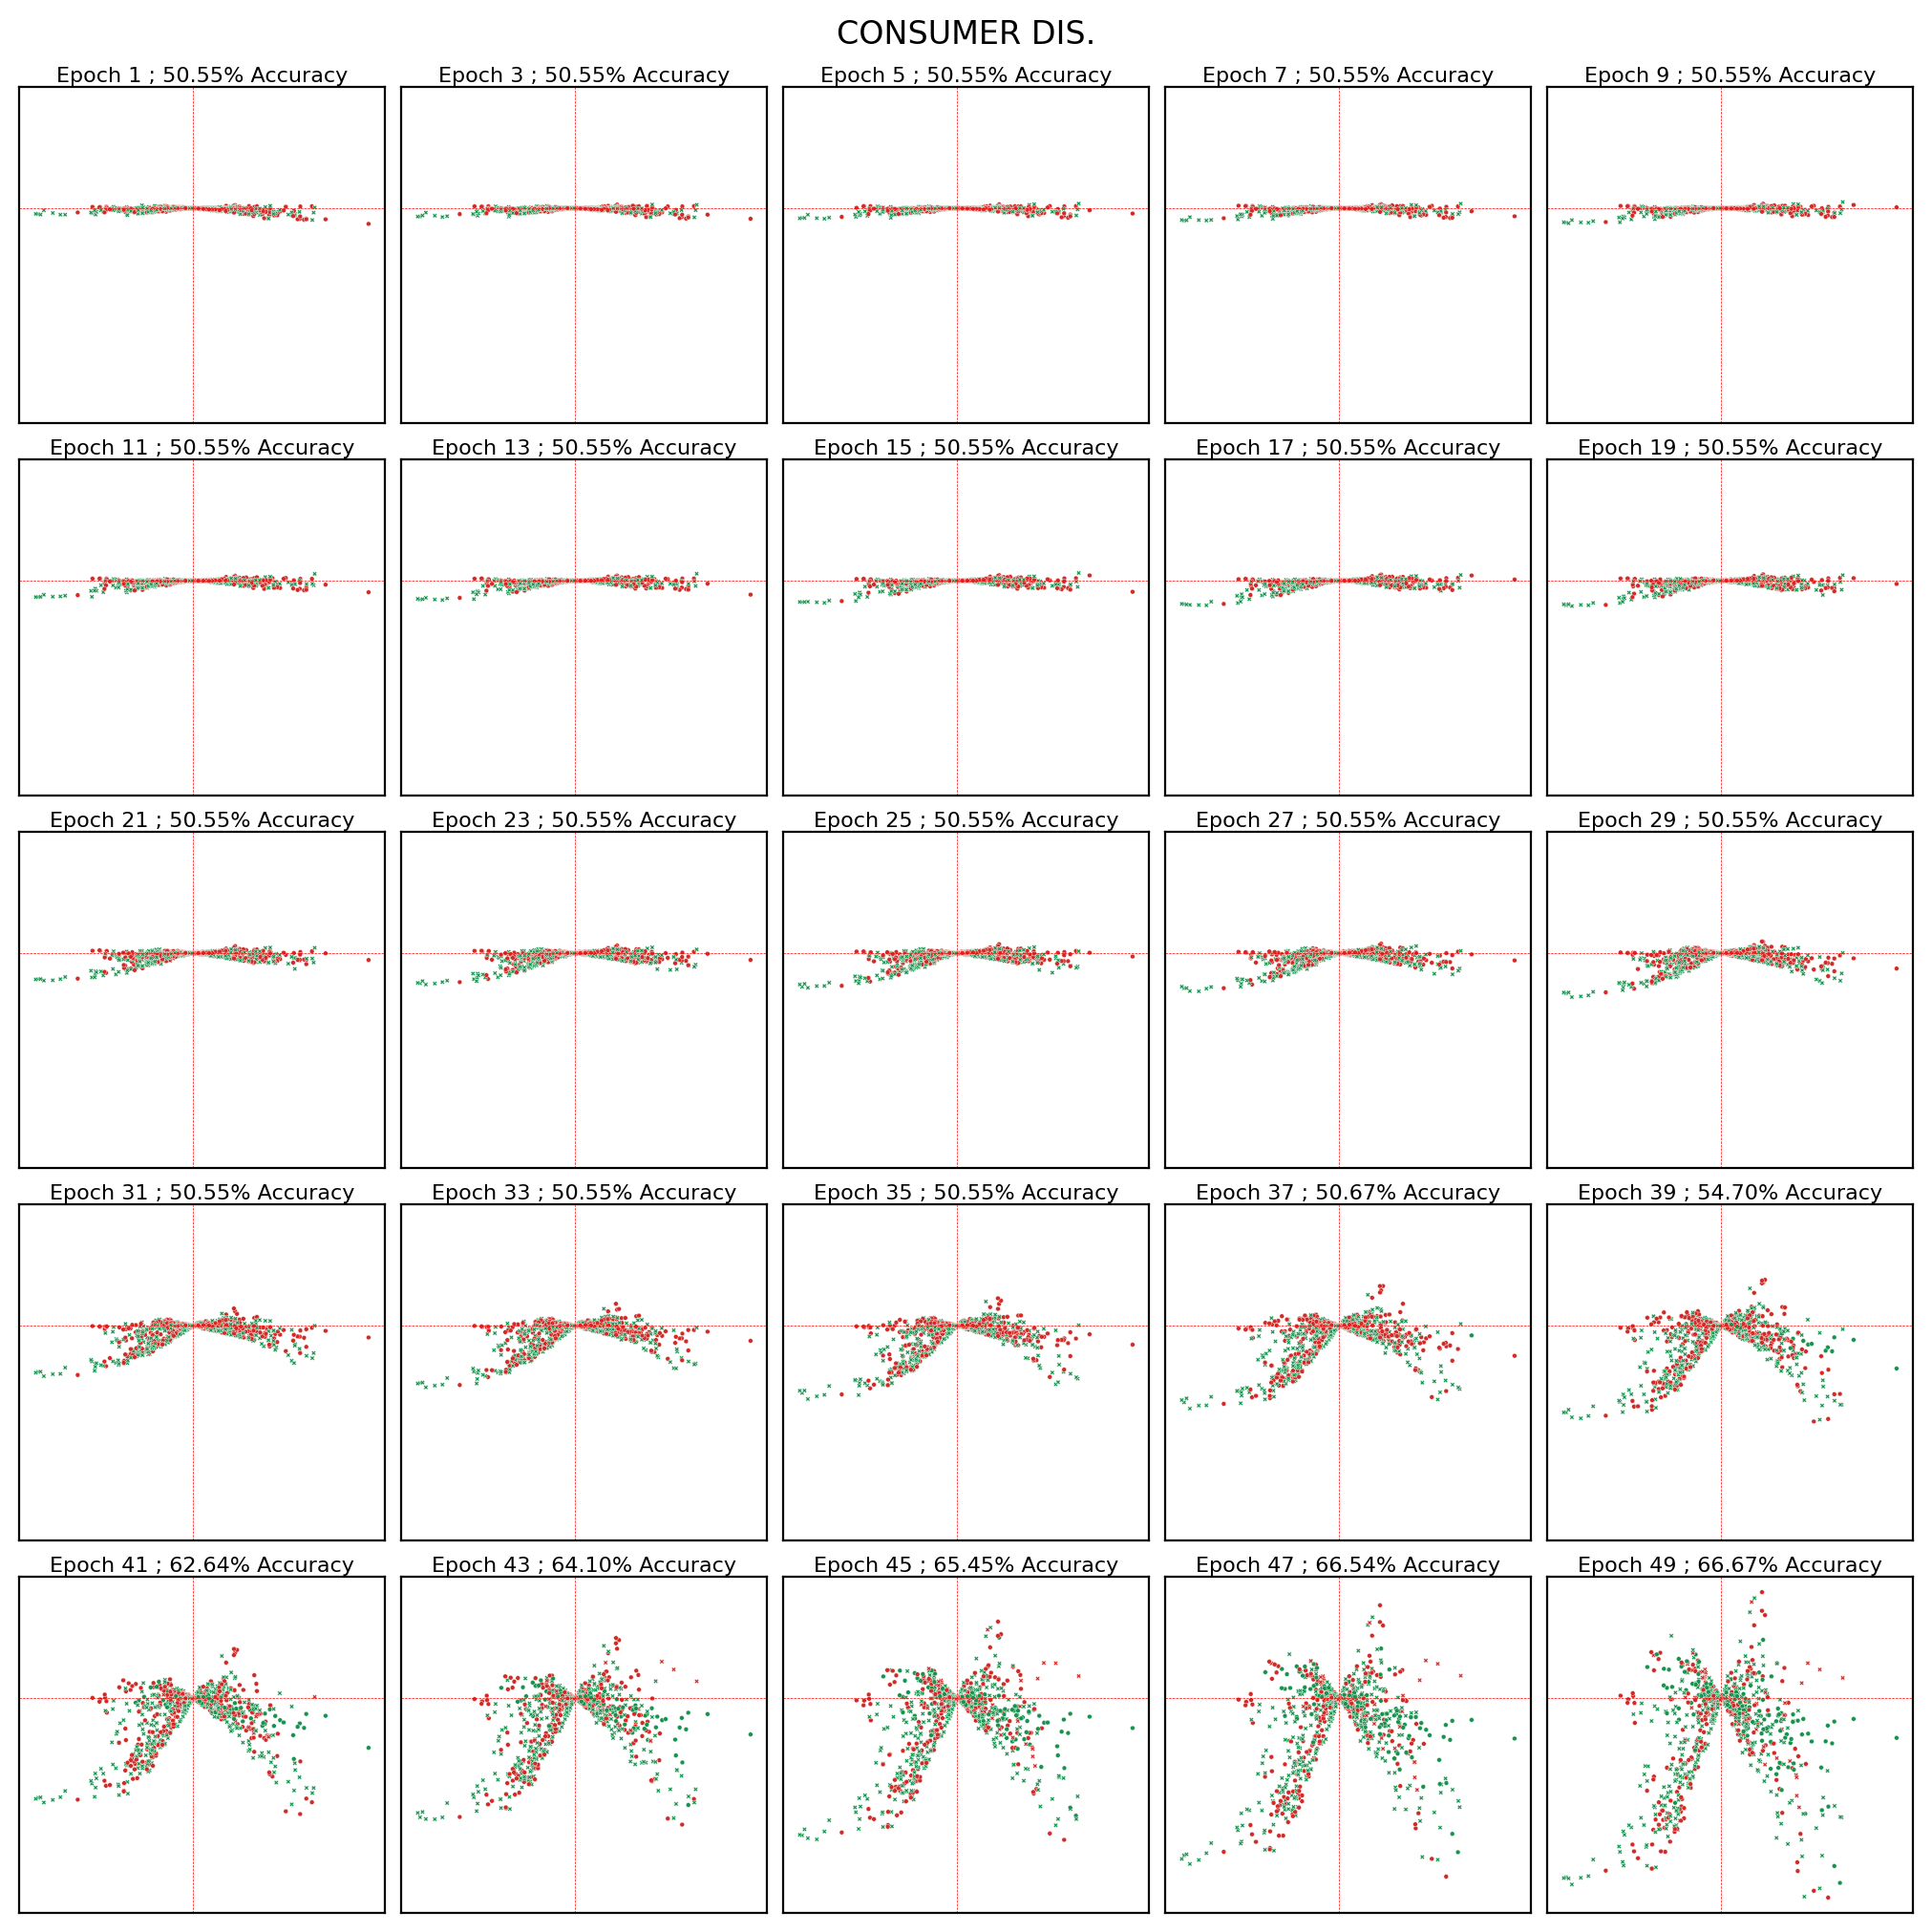 CONSUMER DIS.
Epoch 1 ; 50.55% Accuracy
Epoch 3 ; 50.55% Accuracy
Epoch 5 ; 50.55% Accuracy
Epoch 7 ; 50.55% Accuracy
Epoch 9 ; 50.55% Accuracy
Epoch 11 ; 50.55% Accuracy
Epoch 13 ; 50.55% Accuracy
Epoch 15 ; 50.55% Accuracy
Epoch 17 ; 50.55% Accuracy
Epoch 19 ; 50.55% Accuracy
Epoch 21 ; 50.55% Accuracy
Epoch 23 ; 50.55% Accuracy
Epoch 25 ; 50.55% Accuracy
Epoch 27 ; 50.55% Accuracy
Epoch 29 ; 50.55% Accuracy
Epoch 31 ; 50.55% Accuracy
Epoch 33 ; 50.55% Accuracy
Epoch 35 ; 50.55% Accuracy
Epoch 37 ; 50.67% Accuracy
Epoch 39 ; 54.70% Accuracy
Epoch 41 ; 62.64% Accuracy
Epoch 43 ; 64.10% Accuracy
Epoch 45 ; 65.45% Accuracy
Epoch 47 ; 66.54% Accuracy
Epoch 49 ; 66.67% Accuracy